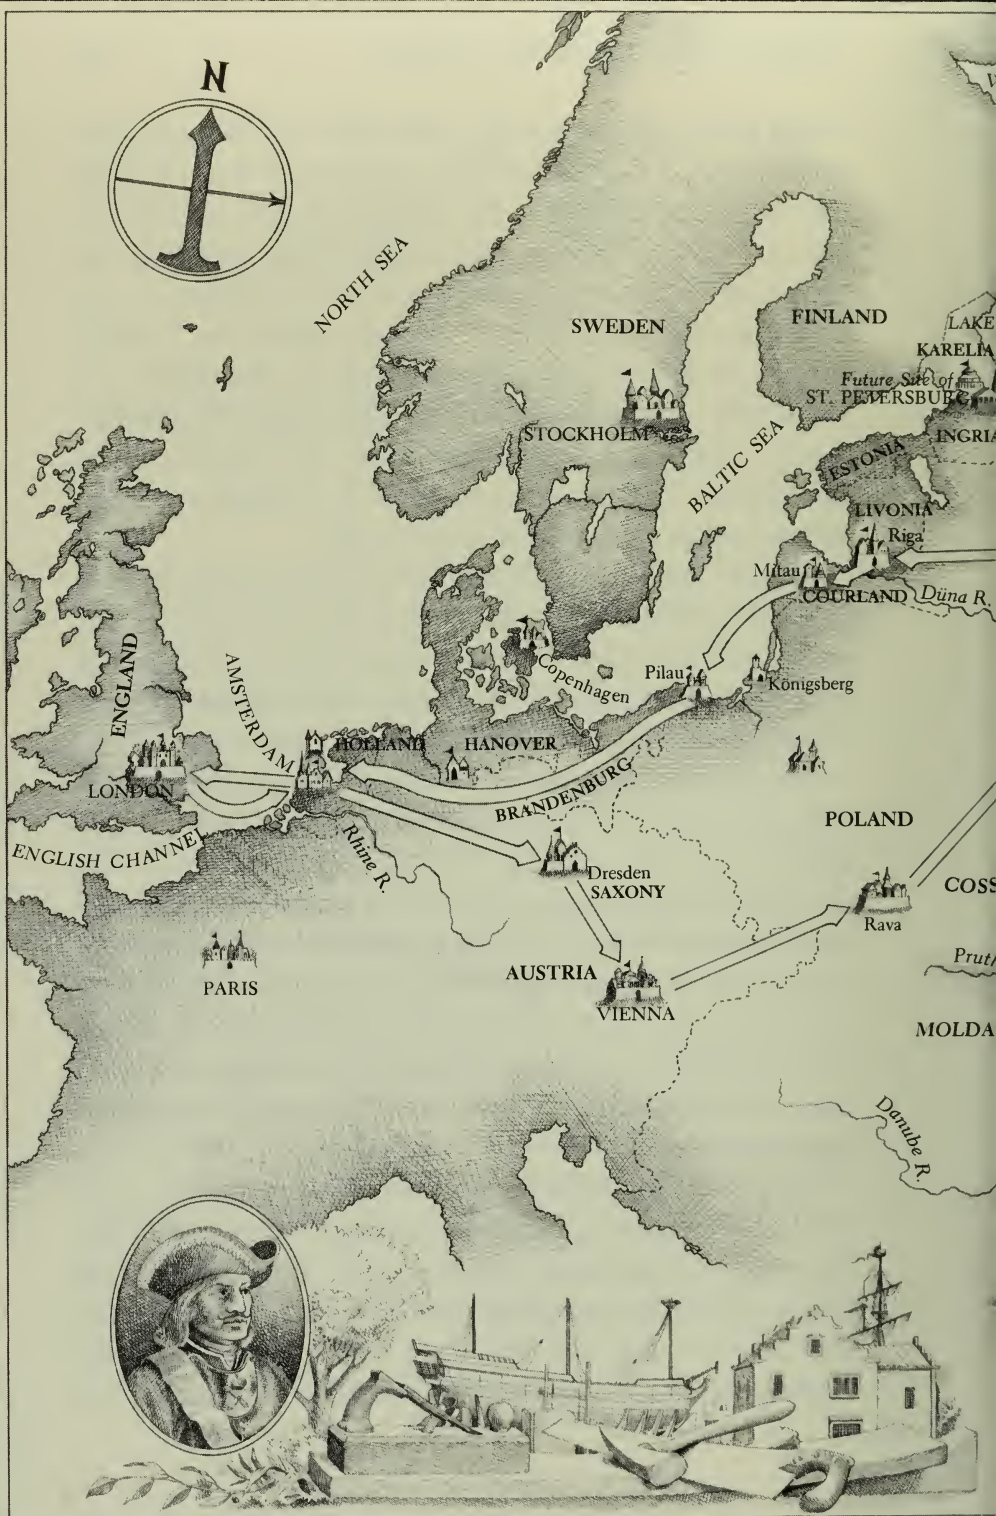 N
NORTH SEA
SWEDEN
FINLAND
LAKE
KARELIA
Future Site of
ST. PETERSBURG
STOCKHOLM
INGRIA
BALTIC SEA
ESTONIA
LIVONIA
Riga
Mitau
COURLAND
Düna R.
ENGLAND
AMSTERDAM
Copenhagen
Pilau
Königsberg
HOLLAND
HANOVER
LONDON
BRANDENBURG
ENGLISH CHANNEL
Rhine R.
POLAND
Dresden
SAXONY
COSS
Rava
PARIS
AUSTRIA
VIENNA
Pruth
MOLDA
Danube R.